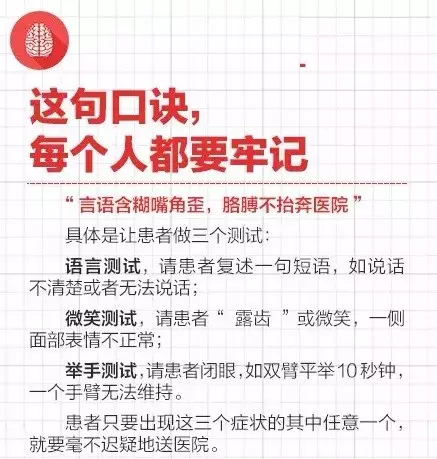 这句口诀，
每个人都要牢记
“言语含糊嘴角歪，胳膊不抬奔医院”
具体是让患者做三个测试：
语言测试，请患者复述一句短语，如说话
不清楚或者无法说话；
微笑测试，请患者“ 露齿 ”或微笑，一侧
面部表情不正常；
举手测试,请患者闭眼,如双臂平举10秒钟，
一个手臂无法维持。
患者只要出现这三个症状的其中任意一个，
就要毫不迟疑地送医院。